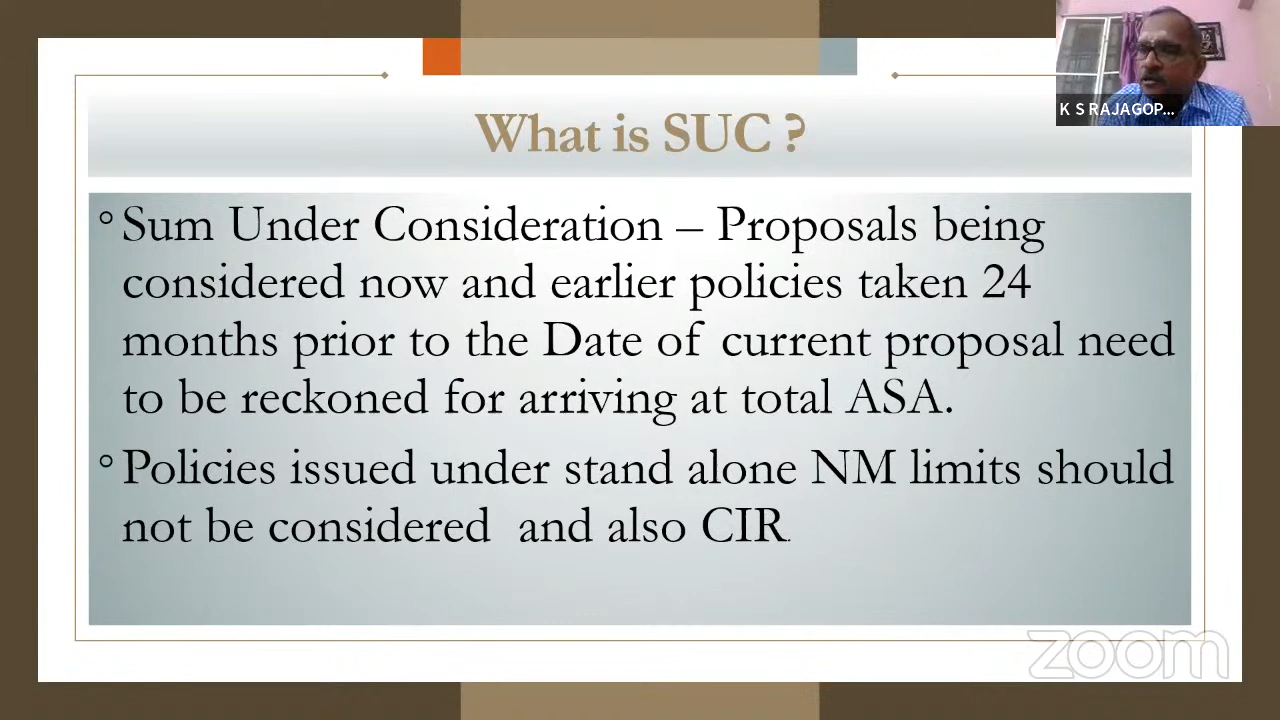 K S RAJAGOP...
What is SUC ?
° Sum Under Consideration – Proposals being
considered now and earlier policies taken 24
months prior to the Date of current proposal need
to be reckoned for arriving at total ASA.
° Policies issued under stand alone NM limits should
not be considered and also CIR.
zoom